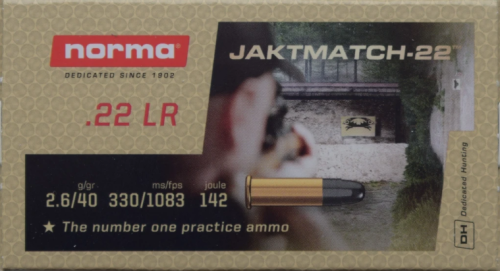 norma
JAKTMATCH-22
DEDICATED SINCE 1902
.22 LR
g/gr ms/fps joule
2.6/40 330/1083 142
★ The number one practice ammo
DH Dedicated Hunting